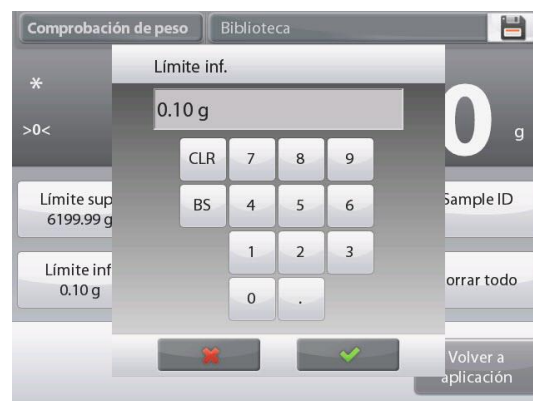 Comprobación de peso
Biblioteca
Límite inf.
*
0.10 g
>0<
0
g
CLR 7 8 9
BS 4 5 6
1 2 3
0 .
Límite sup
6199.99 g
Sample ID
Límite inf
0.10 g
orrar todo
Volver a
aplicación